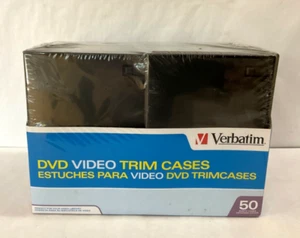 Verbatim
DVD VIDEO TRIM CASES
ESTUCHES PARA VIDEO DVD TRIMCASES
50